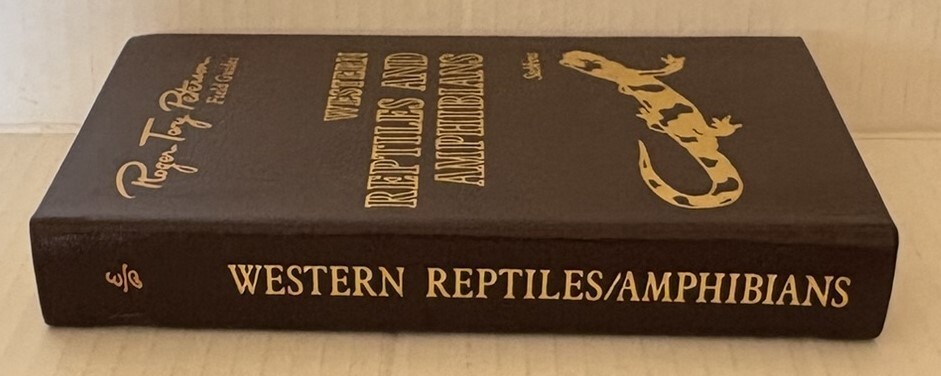 Roger Tory Peterson
Field Guides
WESTERN
REPTILES AND
AMPHIBIANS
Stebbins
WESTERN REPTILES/AMPHIBIANS